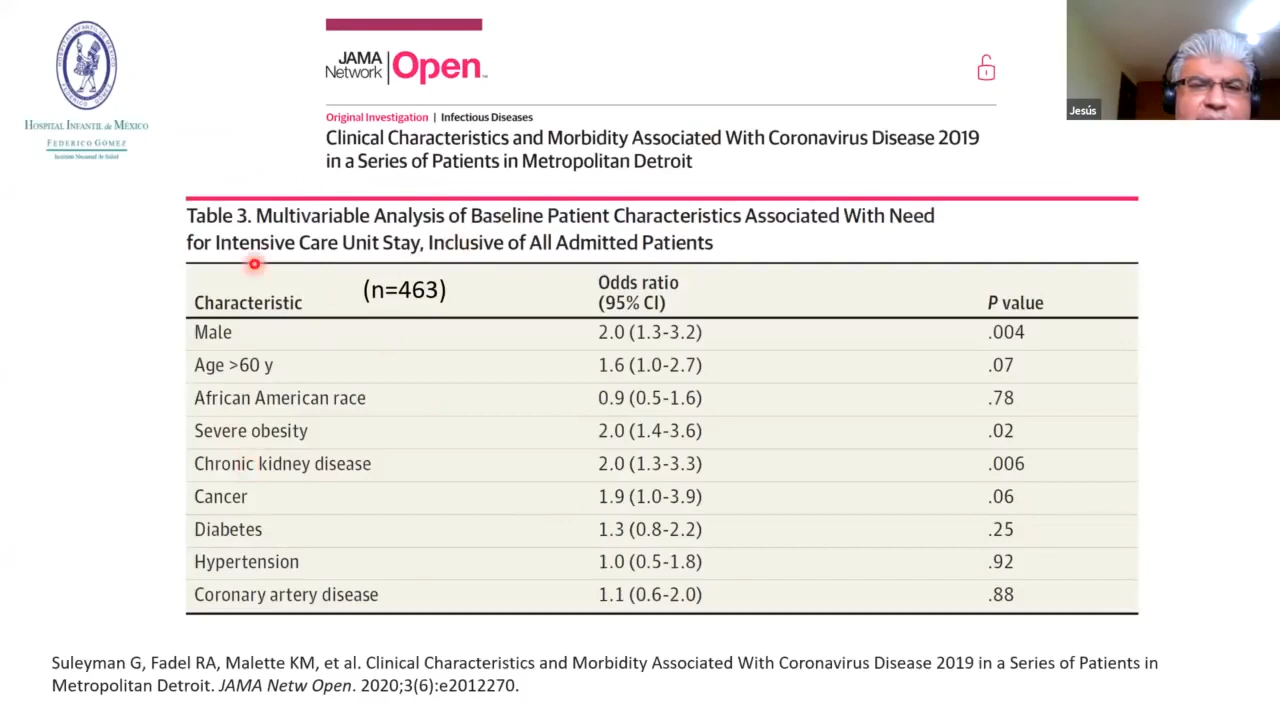 HOSPITAL INFANTIL de MÉXICO
FEDERICO GÓMEZ
Instituto Nacional de Salud
JAMA
Network
Open
Original Investigation | Infectious Diseases
Clinical Characteristics and Morbidity Associated With Coronavirus Disease 2019
in a Series of Patients in Metropolitan Detroit
Jesús
Table 3. Multivariable Analysis of Baseline Patient Characteristics Associated With Need
for Intensive Care Unit Stay, Inclusive of All Admitted Patients
Characteristic (n=463) Odds ratio (95% CI) P value
Male 2.0 (1.3-3.2) .004
Age >60 y 1.6 (1.0-2.7) .07
African American race 0.9 (0.5-1.6) .78
Severe obesity 2.0 (1.4-3.6) .02
Chronic kidney disease 2.0 (1.3-3.3) .006
Cancer 1.9 (1.0-3.9) .06
Diabetes 1.3 (0.8-2.2) .25
Hypertension 1.0 (0.5-1.8) .92
Coronary artery disease 1.1 (0.6-2.0) .88
Suleyman G, Fadel RA, Malette KM, et al. Clinical Characteristics and Morbidity Associated With Coronavirus Disease 2019 in a Series of Patients in
Metropolitan Detroit. JAMA Netw Open. 2020;3(6):e2012270.